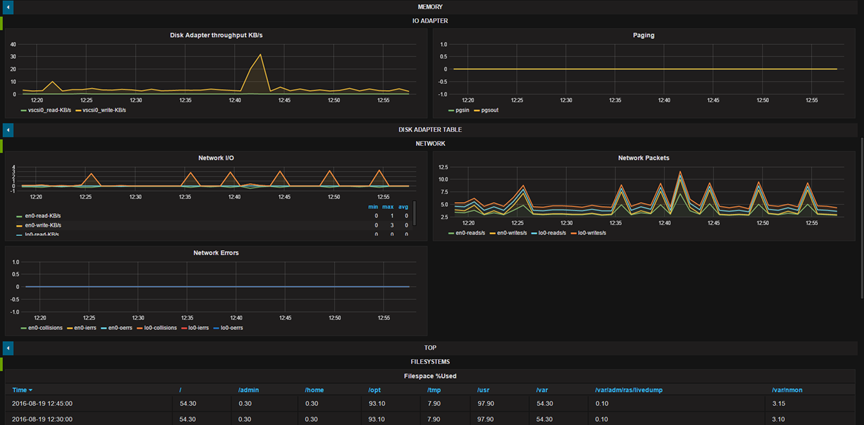 MEMORY
IO ADAPTER
Disk Adapter throughput KB/s
40
30
20
10
0
12:20 12:25 12:30 12:35 12:40 12:45 12:50 12:55
vscsi0_read-KB/s vscsi0_write-KB/s
Paging
1.0
0.5
0
-0.5
-1.0
12:20 12:25 12:30 12:35 12:40 12:45 12:50 12:55
pgsin pgsout
DISK ADAPTER TABLE
NETWORK
Network I/O
4
3
2
1
0
-1
12:20 12:25 12:30 12:35 12:40 12:45 12:50 12:55
min max avg
en0-read-KB/s 0 1 0
en0-write-KB/s 0 3 0
lo0-read-KB/s 0 0 0
Network Packets
12.5
10.0
7.5
5.0
2.5
12:20 12:25 12:30 12:35 12:40 12:45 12:50 12:55
en0-reads/s en0-writes/s lo0-reads/s lo0-writes/s
Network Errors
1.0
0.5
0
-0.5
-1.0
12:20 12:25 12:30 12:35 12:40 12:45 12:50 12:55
en0-collisions en0-ierrs en0-oerrs lo0-collisions lo0-ierrs lo0-oerrs
TOP
FILESYSTEMS
Filespace %Used
Time / /admin /home /opt /tmp /usr /var /var/adm/ras/livedump /var/nmon
2016-08-19 12:45:00 54.30 0.30 0.30 93.10 7.90 97.90 54.30 0.10 3.15
2016-08-19 12:30:00 54.30 0.30 0.30 93.10 7.90 97.90 54.30 0.10 3.10